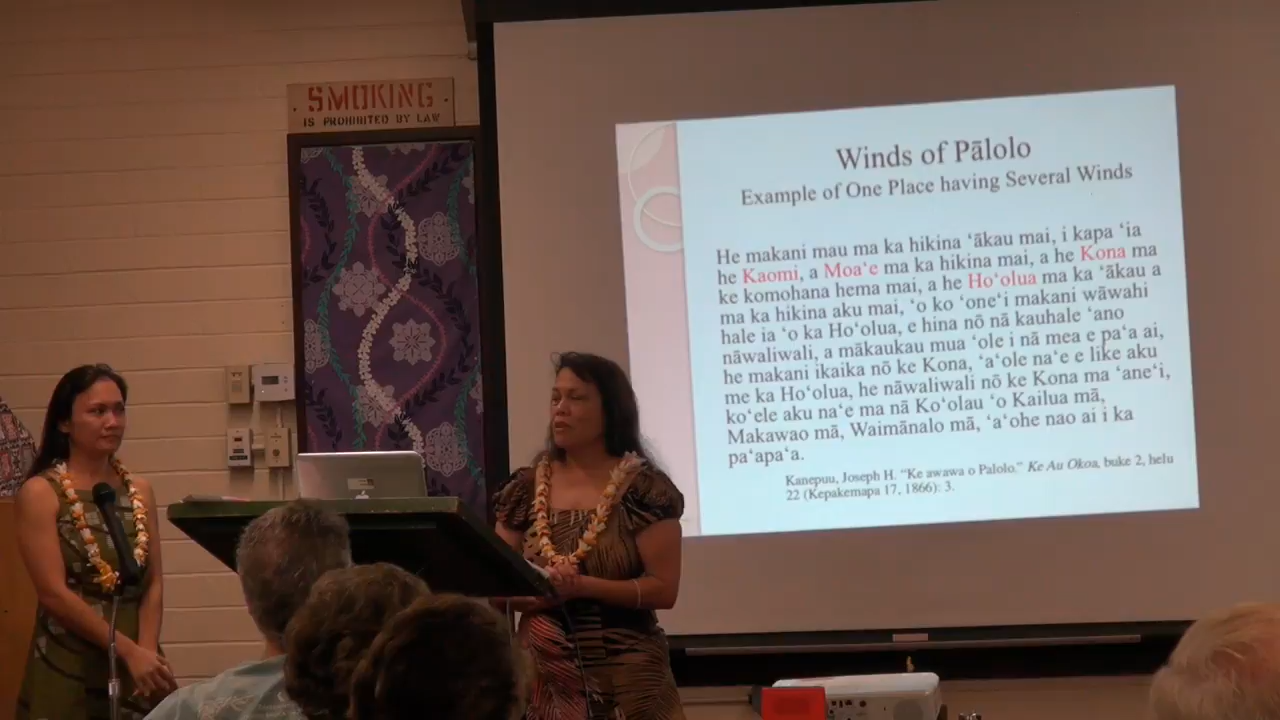 SMOKING
IS PROHIBITED BY LAW
Winds of Pālolo
Example of One Place having Several Winds
He makani mau ma ka hikina ʻākau mai, i kapa ʻia
he Kaomi, a Moaʻe ma ka hikina mai, a he Kona ma
ke komohana hema mai, a he Hoʻolua ma ka ʻākau a
ma ka hikina aku mai, ʻo ko ʻoneʻi makani wāwahi
hale ia ʻo ka Hoʻolua, e hina nō nā kauhale ʻano
nāwaliwali, a mākaukau mua ʻole i nā mea e paʻa ai,
he makani ikaika nō ke Kona, ʻaʻole naʻe e like aku
me ka Hoʻolua, he nāwaliwali nō ke Kona ma ʻaneʻi,
koʻele aku naʻe ma nā Koʻolau ʻo Kailua mā,
Makawao mā, Waimānalo mā, ʻaʻohe nao ai i ka
paʻapaʻa.
Kanepuu, Joseph H. “Ke awawa o Palolo.” Ke Au Okoa, buke 2, helu
22 (Kepakemapa 17, 1866): 3.